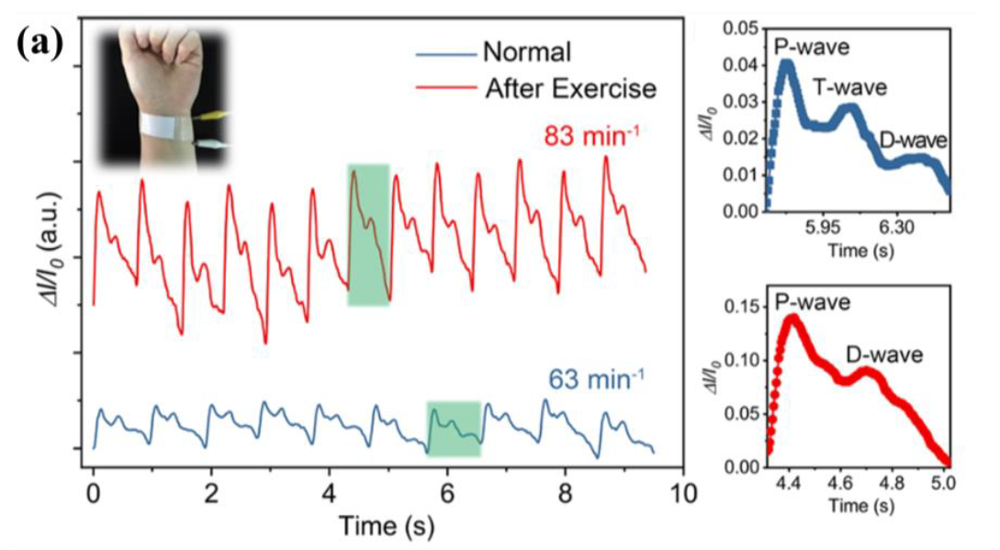 (a)
Normal
After Exercise
83 min⁻¹
63 min⁻¹
ΔI/I₀ (a.u.)
0 2 4 6 8 10
Time (s)
0.05
0.04
0.03
0.02
0.01
0.00
ΔI/I₀
P-wave
T-wave
D-wave
5.95 6.30
Time (s)
0.15
0.10
0.05
0.00
ΔI/I₀
P-wave
D-wave
4.4 4.6 4.8 5.0
Time (s)